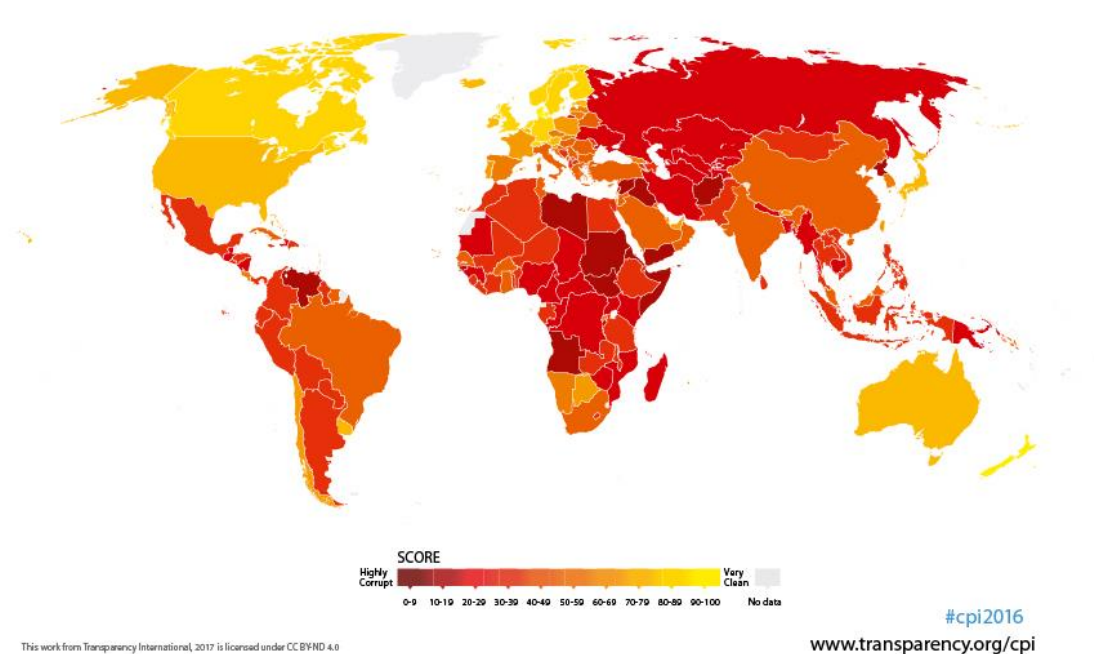 SCORE
Highly Corrupt
Very Clean
0-9 10-19 20-29 30-39 40-49 50-59 60-69 70-79 80-89 90-100 No data
#cpi2016
This work from Transparency International, 2017 is licensed under CC BY-ND 4.0
www.transparency.org/cpi